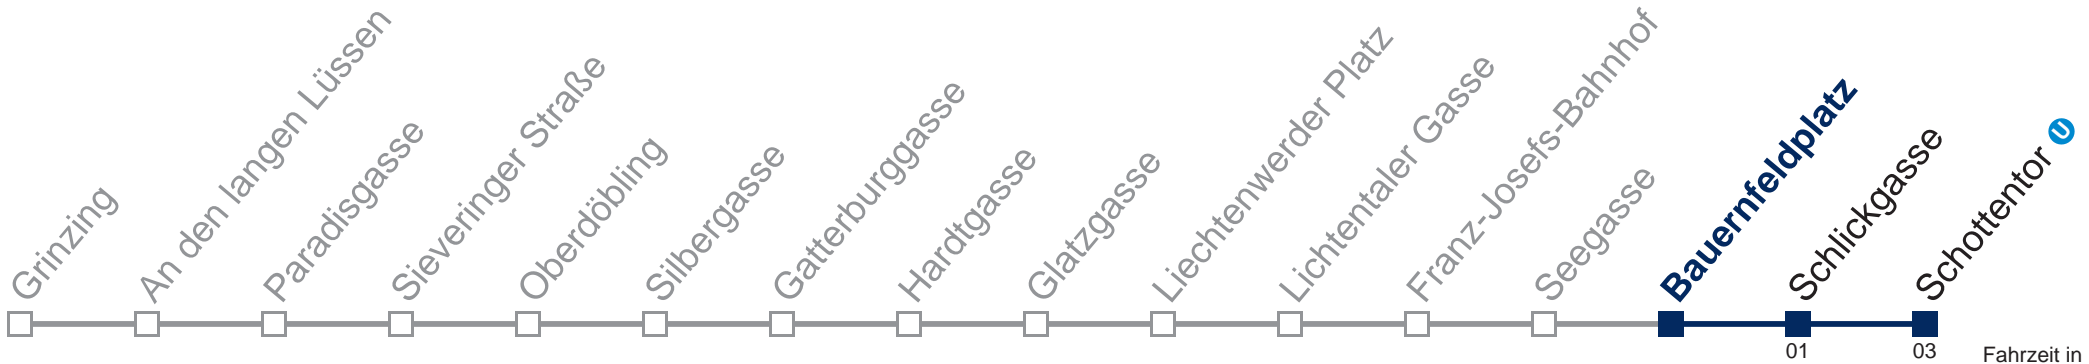 Grinzing
An den langen Lüssen
Paradisgasse
Sieveringer Straße
Oberdöbling
Silbergasse
Gatterburggasse
Hardtgasse
Glatzgasse
Liechtenwerder Platz
Lichtentaler Gasse
Franz-Josefs-Bahnhof
Seegasse
Bauernfeldplatz
Schlickgasse
Schottentor U
01
03
Fahrzeit in